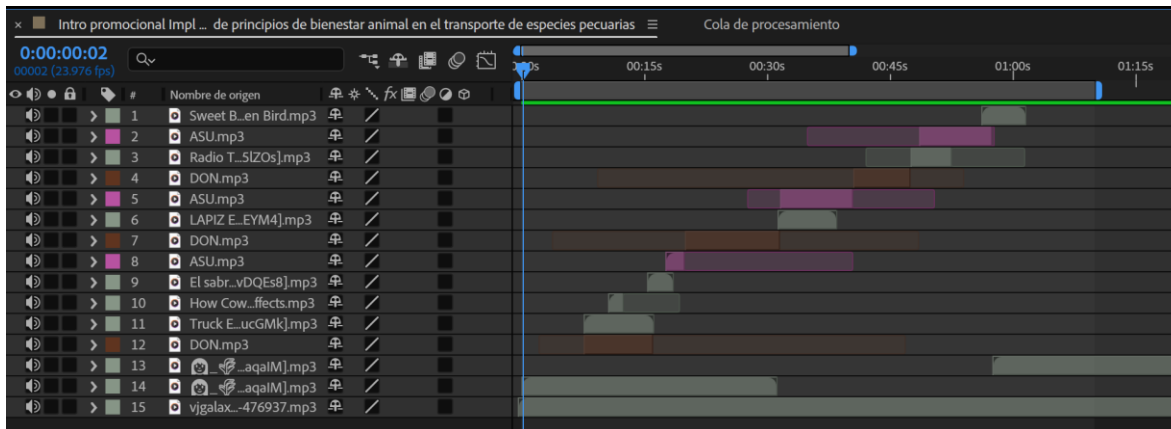 Intro promocional Impl ... de principios de bienestar animal en el transporte de especies pecuarias
Cola de procesamiento
0:00:00:02
00002 (23.976 fps)
00:15s 00:30s 00:45s 01:00s 01:15s
# Nombre de origen
1 Sweet B...en Bird.mp3
2 ASU.mp3
3 Radio T...5lZOs].mp3
4 DON.mp3
5 ASU.mp3
6 LAPIZ E...EYM4].mp3
7 DON.mp3
8 ASU.mp3
9 El sabr...vDQEs8].mp3
10 How Cow...ffects.mp3
11 Truck E...ucGMk].mp3
12 DON.mp3
13 _...aqaIM].mp3
14 _...aqaIM].mp3
15 vjgalax...-476937.mp3